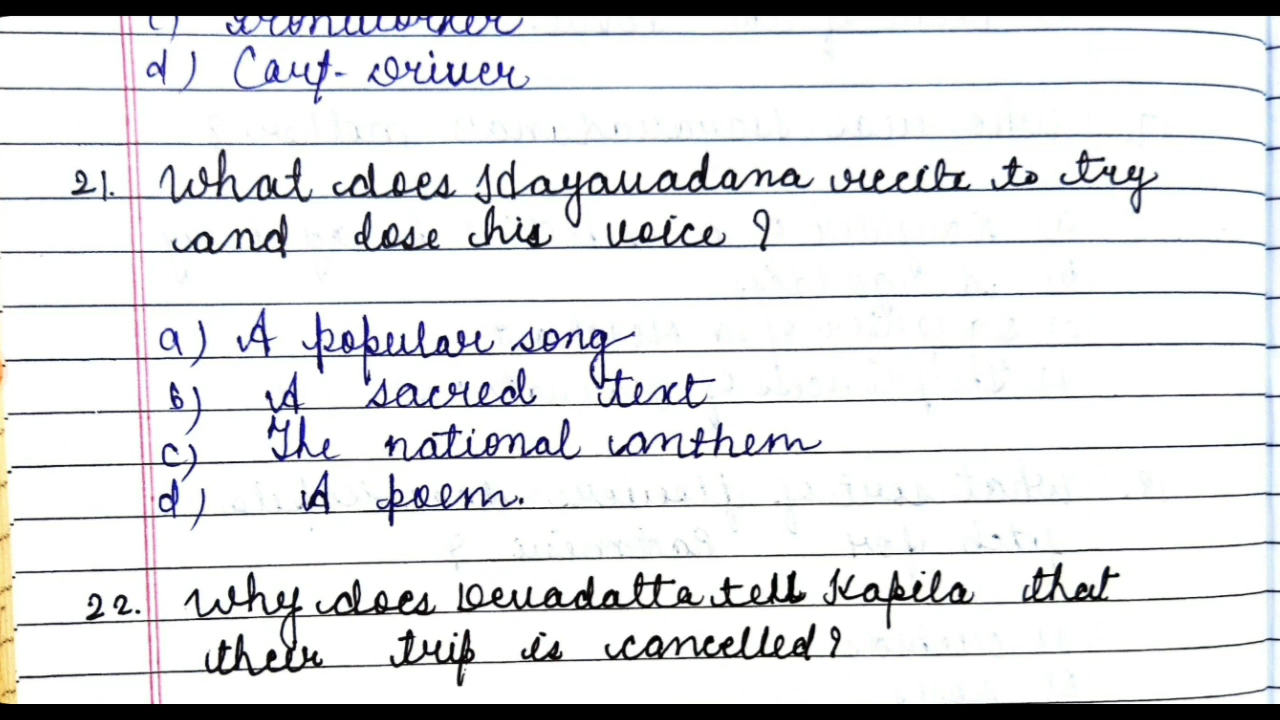 d) Cart-Driver
21. What does Hayavadana recite to try
and lose his voice ?
a) A popular song
b) A sacred text
c) The national anthem
d) A poem.
22. Why does Devadatta tell Kapila that
their trip is cancelled?